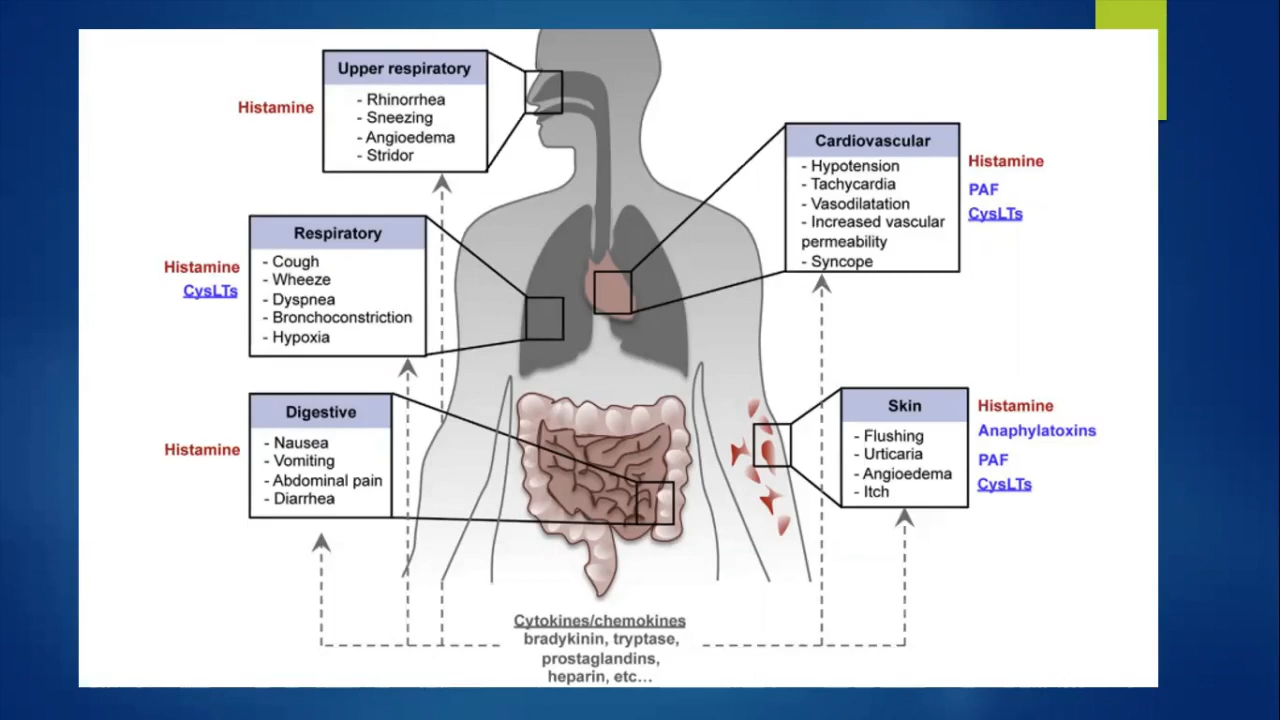 Upper respiratory
- Rhinorrhea
- Sneezing
- Angioedema
- Stridor
Histamine
Respiratory
- Cough
- Wheeze
- Dyspnea
- Bronchoconstriction
- Hypoxia
Histamine
CysLTs
Digestive
- Nausea
- Vomiting
- Abdominal pain
- Diarrhea
Histamine
Cardiovascular
- Hypotension
- Tachycardia
- Vasodilatation
- Increased vascular
permeability
- Syncope
Histamine
PAF
CysLTs
Skin
- Flushing
- Urticaria
- Angioedema
- Itch
Histamine
Anaphylatoxins
PAF
CysLTs
Cytokines/chemokines
bradykinin, tryptase,
prostaglandins,
heparin, etc...